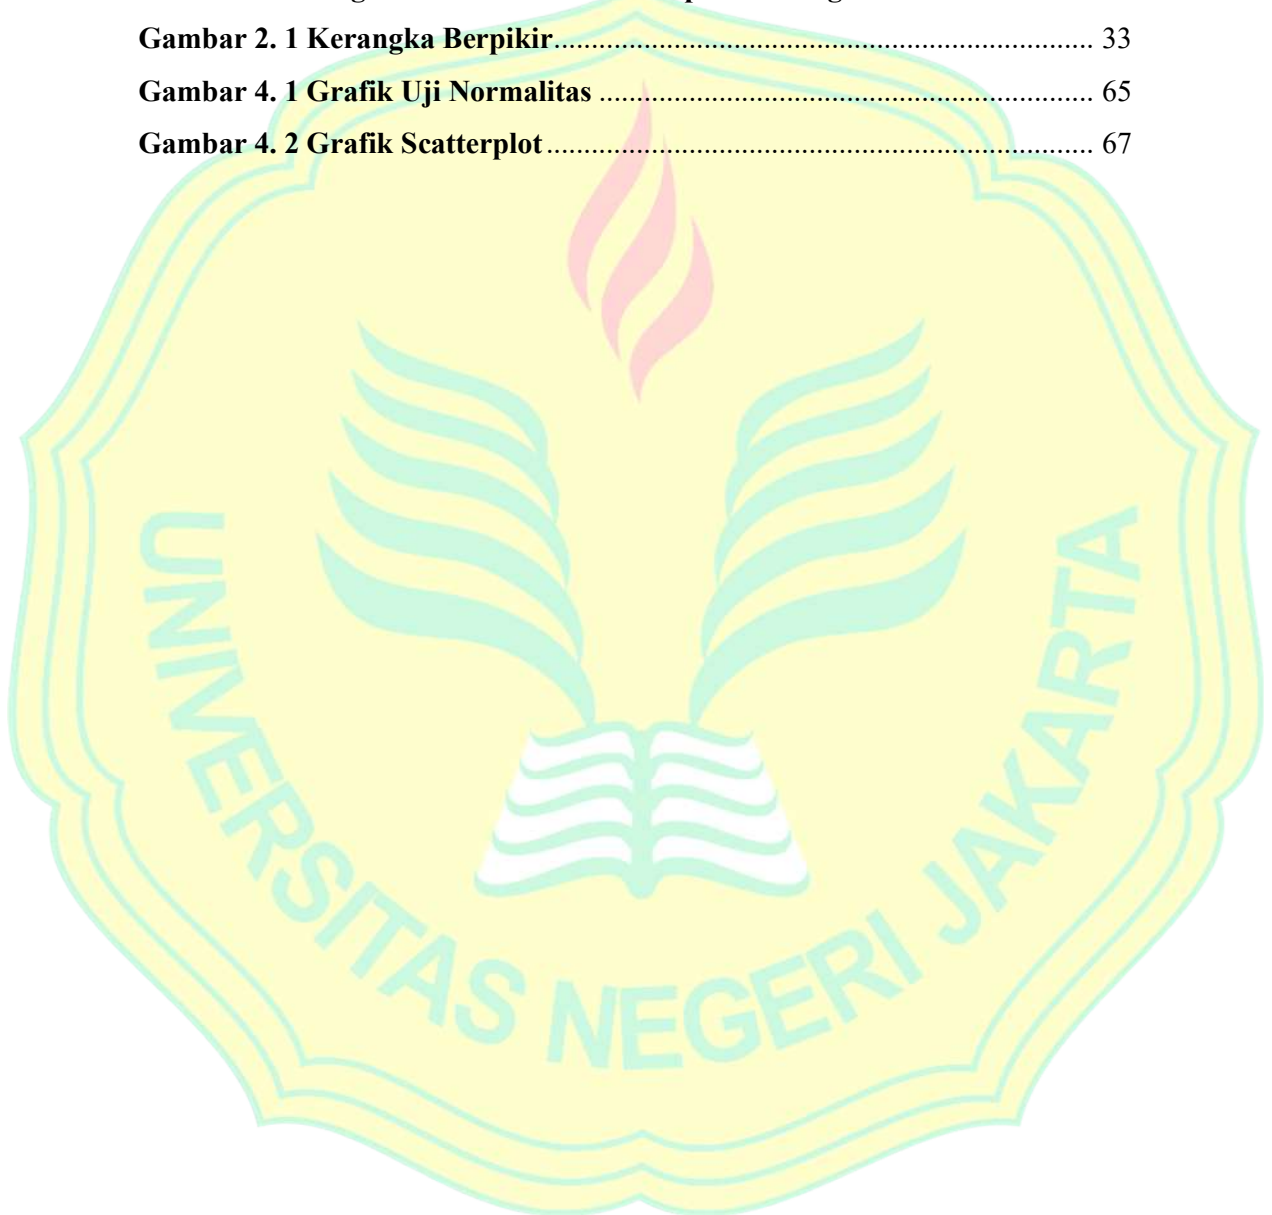 Gambar 2. 1 Kerangka Berpikir........................................................................ 33
Gambar 4. 1 Grafik Uji Normalitas .................................................................. 65
Gambar 4. 2 Grafik Scatterplot......................................................................... 67
UNIVERSITAS NEGERI JAKARTA